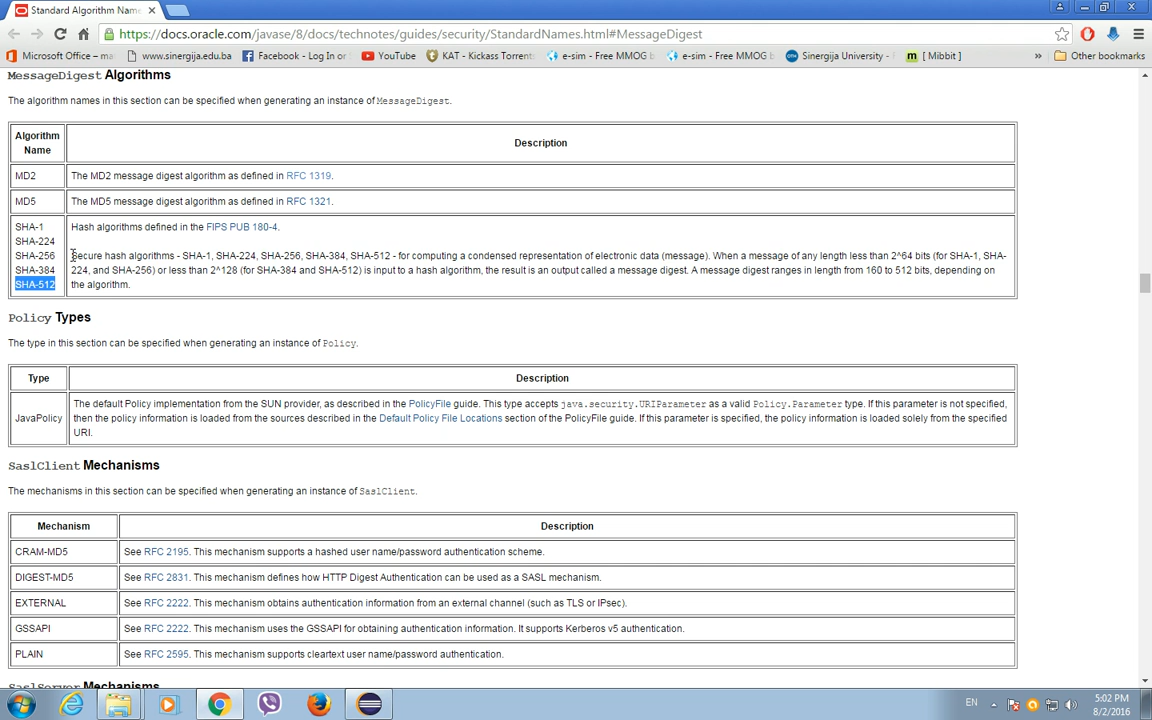 Standard Algorithm Nam
https://docs.oracle.com/javase/8/docs/technotes/guides/security/StandardNames.html#MessageDigest
Microsoft Office – ma
www.sinergija.edu.ba
Facebook - Log In or
YouTube
KAT - Kickass Torrent
e-sim - Free MMOG b
e-sim - Free MMOG b
Sinergija University -
[ Mibbit ]
»
Other bookmarks
MessageDigest Algorithms
The algorithm names in this section can be specified when generating an instance of MessageDigest.
Algorithm
Name
Description
MD2
The MD2 message digest algorithm as defined in RFC 1319.
MD5
The MD5 message digest algorithm as defined in RFC 1321.
SHA-1
SHA-224
SHA-256
SHA-384
SHA-512
Hash algorithms defined in the FIPS PUB 180-4.
Secure hash algorithms - SHA-1, SHA-224, SHA-256, SHA-384, SHA-512 - for computing a condensed representation of electronic data (message). When a message of any length less than 2^64 bits (for SHA-1, SHA-
224, and SHA-256) or less than 2^128 (for SHA-384 and SHA-512) is input to a hash algorithm, the result is an output called a message digest. A message digest ranges in length from 160 to 512 bits, depending on
the algorithm.
Policy Types
The type in this section can be specified when generating an instance of Policy.
Type
Description
JavaPolicy
The default Policy implementation from the SUN provider, as described in the PolicyFile guide. This type accepts java.security.URIParameter as a valid Policy.Parameter type. If this parameter is not specified,
then the policy information is loaded from the sources described in the Default Policy File Locations section of the PolicyFile guide. If this parameter is specified, the policy information is loaded solely from the specified
URI.
SaslClient Mechanisms
The mechanisms in this section can be specified when generating an instance of SaslClient.
Mechanism
Description
CRAM-MD5
See RFC 2195. This mechanism supports a hashed user name/password authentication scheme.
DIGEST-MD5
See RFC 2831. This mechanism defines how HTTP Digest Authentication can be used as a SASL mechanism.
EXTERNAL
See RFC 2222. This mechanism obtains authentication information from an external channel (such as TLS or IPsec).
GSSAPI
See RFC 2222. This mechanism uses the GSSAPI for obtaining authentication information. It supports Kerberos v5 authentication.
PLAIN
See RFC 2595. This mechanism supports cleartext user name/password authentication.
SaslServer Mechanisms
EN
5:02 PM
8/2/2016